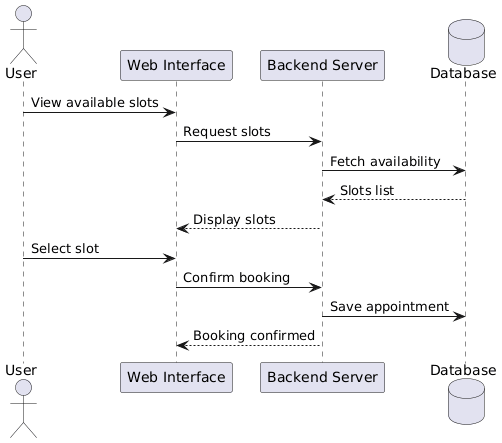 User
Web Interface
Backend Server
Database
View available slots
Request slots
Fetch availability
Slots list
Display slots
Select slot
Confirm booking
Save appointment
Booking confirmed
User
Web Interface
Backend Server
Database